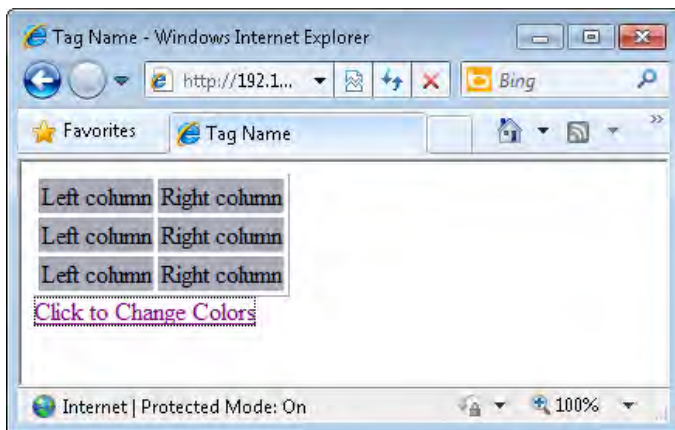 Tag Name - Windows Internet Explorer
http://192.1... Bing
Favorites Tag Name
Left column Right column
Left column Right column
Left column Right column
Click to Change Colors
Internet | Protected Mode: On 100%